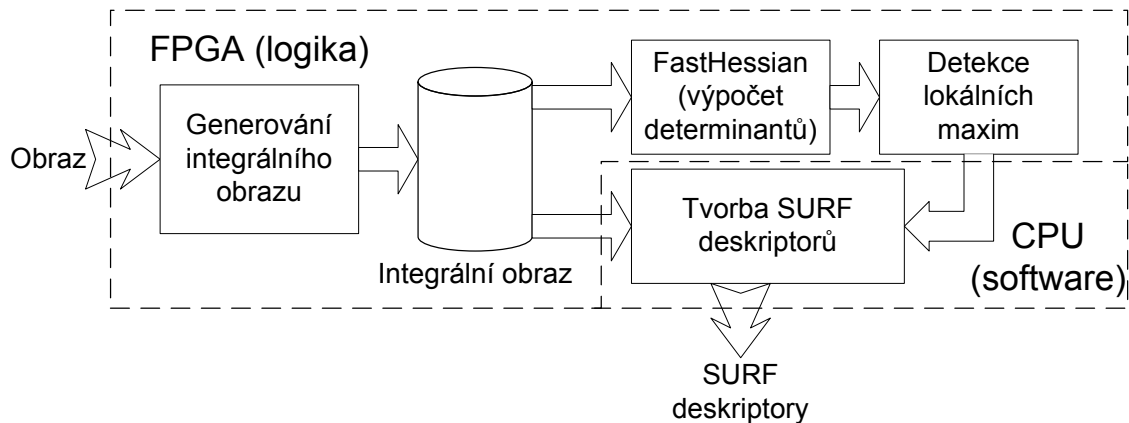 FPGA (logika)
Obraz
Generování
integrálního
obrazu
Integrální obraz
FastHessian
(výpočet
determinantů)
Detekce
lokálních
maxim
Tvorba SURF
deskriptorů
CPU
(software)
SURF
deskriptory